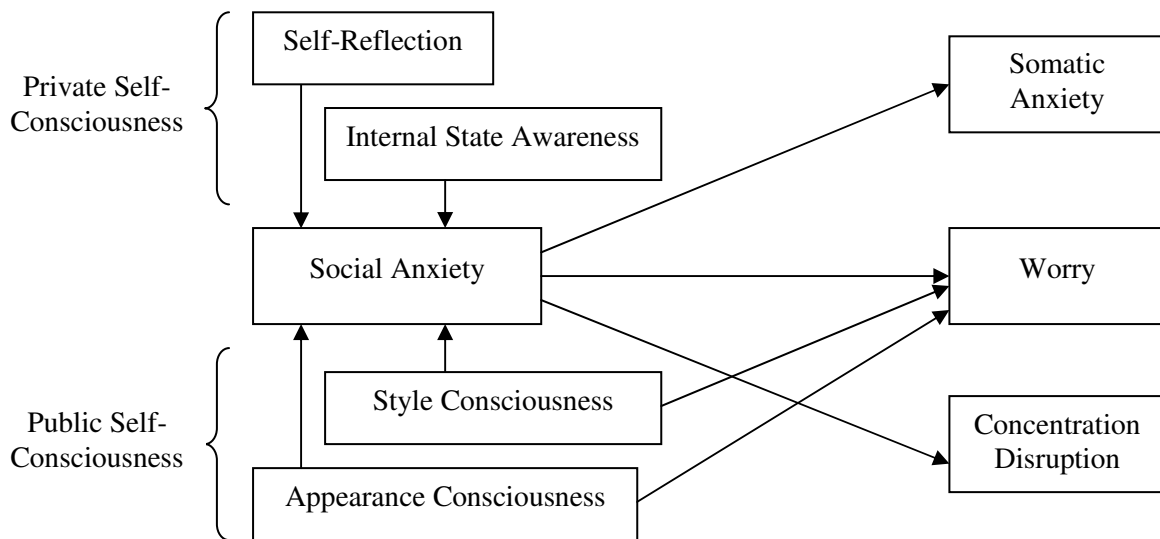 Self-Reflection
Private Self-
Consciousness
Internal State Awareness
Somatic
Anxiety
Social Anxiety
Worry
Style Consciousness
Public Self-
Consciousness
Appearance Consciousness
Concentration
Disruption